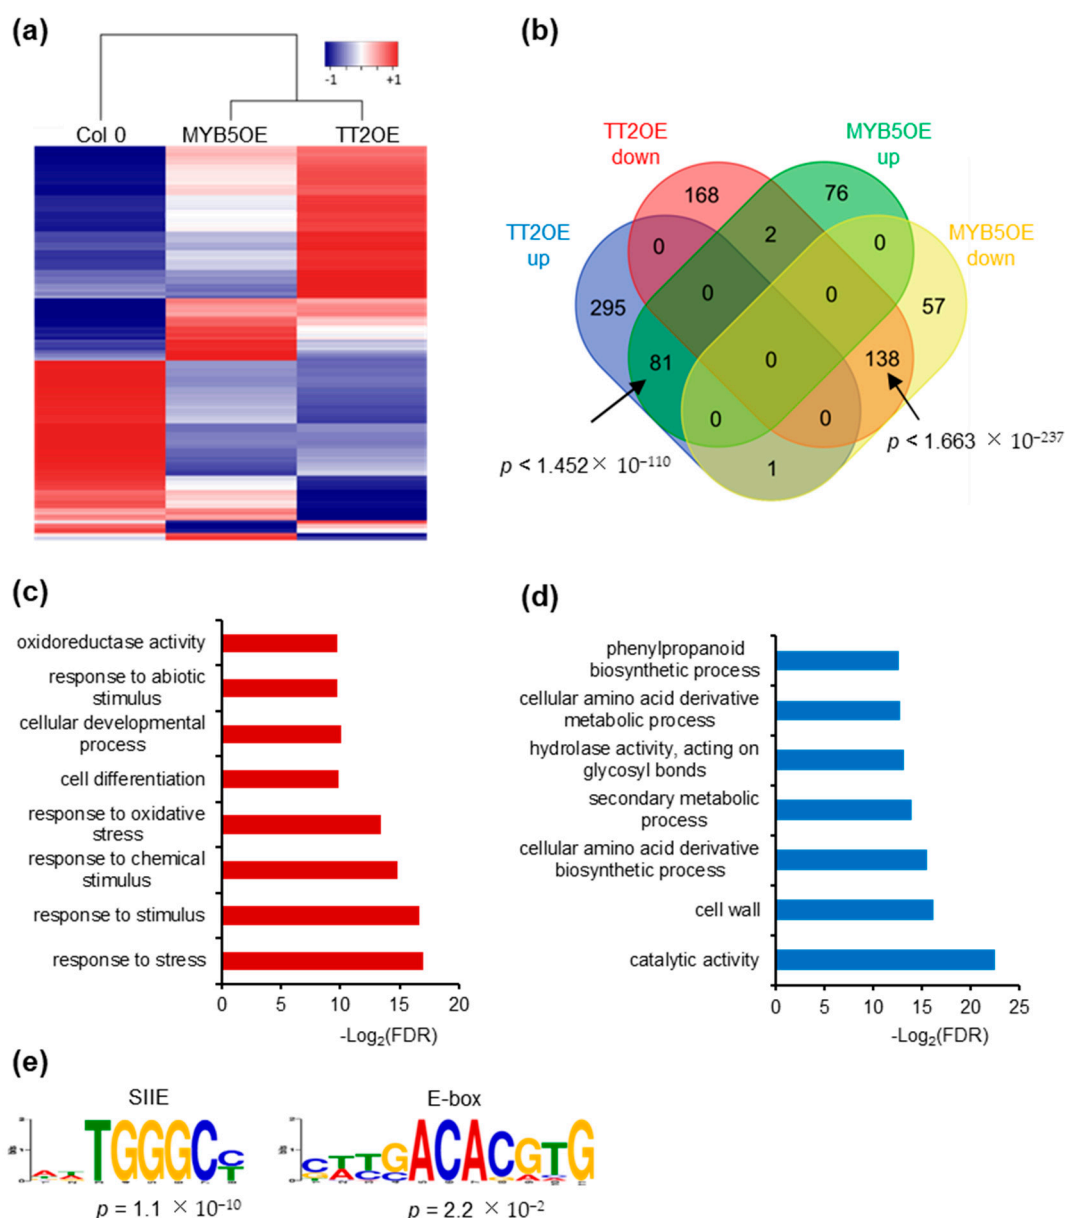 (a)
-1 +1
Col 0 MYB5OE TT2OE
(b)
TT2OE
down
MYB5OE
up
TT2OE
up
MYB5OE
down
168
76
0
2
0
295
0
0
57
81
0
138
0
0
1
p < 1.452 × 10–110
p < 1.663 × 10–237
(c)
oxidoreductase activity
response to abiotic
stimulus
cellular developmental
process
cell differentiation
response to oxidative
stress
response to chemical
stimulus
response to stimulus
response to stress
0 5 10 15 20
-Log2(FDR)
(d)
phenylpropanoid
biosynthetic process
cellular amino acid derivative
metabolic process
hydrolase activity, acting on
glycosyl bonds
secondary metabolic
process
cellular amino acid derivative
biosynthetic process
cell wall
catalytic activity
0 5 10 15 20 25
-Log2(FDR)
(e)
SIIE
TGGGC
p = 1.1 × 10–10
E-box
ACACGTG
p = 2.2 × 10–2